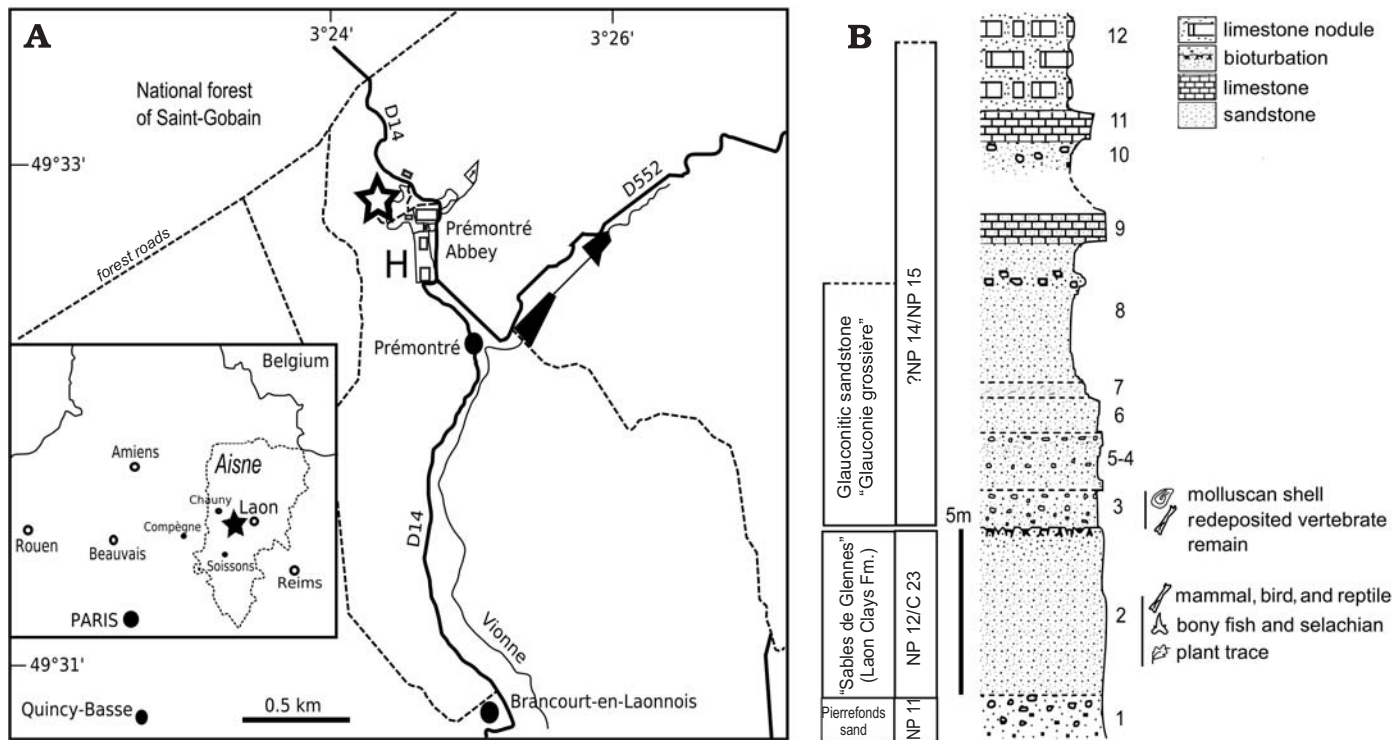 A
3°24'
3°26'
National forest
of Saint-Gobain
D14
49°33'
D552
Prémontré
Abbey
H
forest roads
Prémontré
Belgium
Amiens
Aisne
Chauny
Laon
Compègne
Rouen
Beauvais
Soissons
Reims
PARIS
D14
Vionne
49°31'
Quincy-Basse
0.5 km
Brancourt-en-Laonnois
B
12
limestone nodule
bioturbation
limestone
sandstone
11
10
9
8
7
6
5-4
3
2
1
?NP 14/NP 15
Glauconitic sandstone
"Glauconie grossière"
5m
"Sables de Glennes"
(Laon Clays Fm.)
NP 12/C 23
Pierrefonds
sand
NP 11
molluscan shell
redeposited vertebrate
remain
mammal, bird, and reptile
bony fish and selachian
plant trace